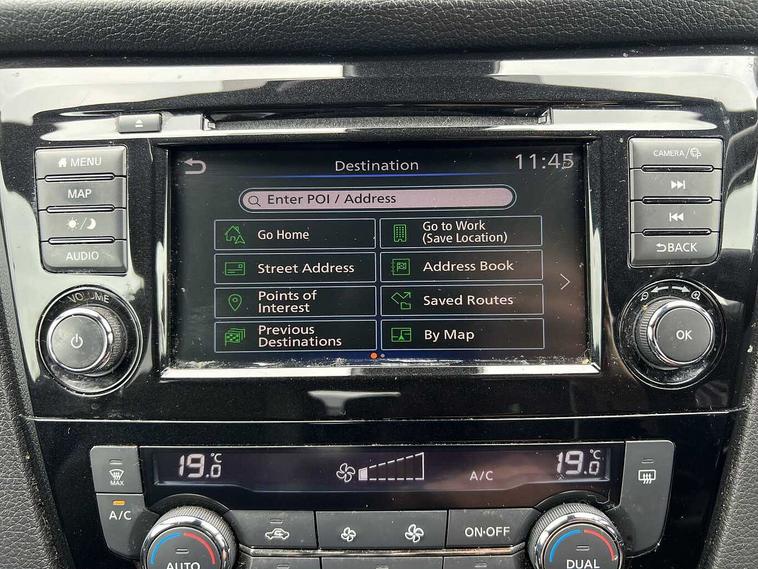 MENU
MAP
AUDIO
VOLUME
Destination
11:45
Enter POI / Address
Go Home
Go to Work
(Save Location)
Street Address
Address Book
Points of
Interest
Saved Routes
Previous
Destinations
By Map
CAMERA/
BACK
OK
19.0 °C
A/C
19.0 °C
MAX
A/C
ON·OFF
AUTO
DUAL